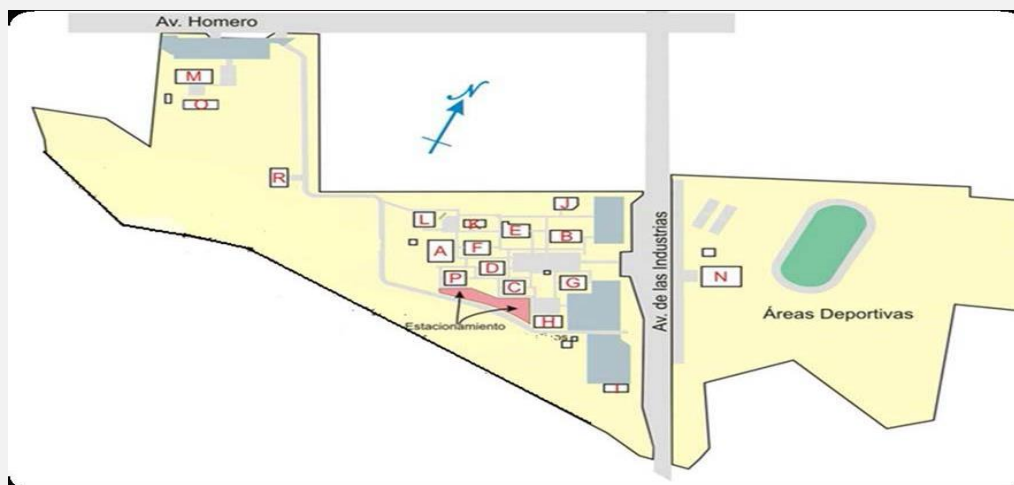 Av. Homero
N
M
O
R
J
L
K
E
B
A
F
D
P
C
G
H
I
Estacionamiento
Av. de las Industrias
N
Áreas Deportivas